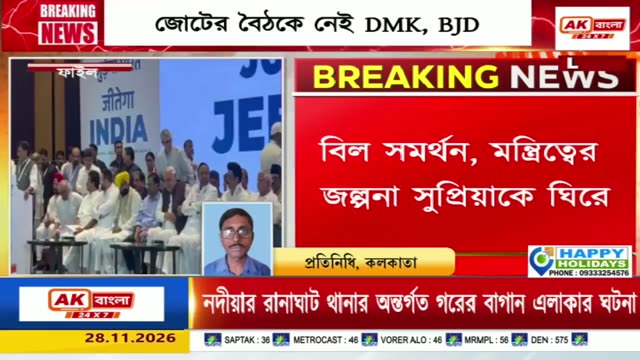 BREAKING
NEWS
জোটের বৈঠকে নেই DMK, BJD
AK বাংলা
24X7
ফাইল
जीतेगा
INDIA
JEE
BREAKING NEWS
বিল সমর্থন, মন্ত্রিত্বের
জল্পনা সুপ্রিয়াকে ঘিরে
প্রতিনিধি, কলকাতা
HAPPY
HOLIDAYS
PHONE : 09333254576
AK বাংলা
24X7
নদীয়ার রানাঘাট থানার অন্তর্গত গরের বাগান এলাকার ঘটনা
28.11.2026
SAPTAK : 36
METROCAST : 46
VORER ALO : 46
MRMPL : 56
DEN : 575